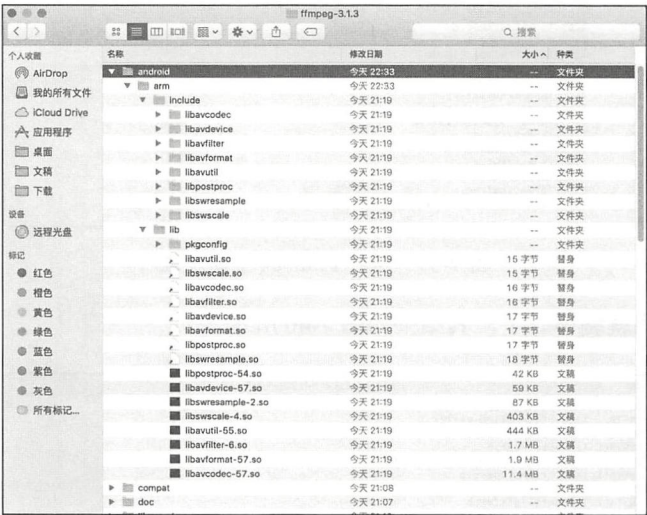 ffmpeg-3.1.3
搜索
个人收藏
AirDrop
我的所有文件
iCloud Drive
应用程序
桌面
文稿
下载
设备
远程光盘
标记
红色
橙色
黄色
绿色
蓝色
紫色
灰色
所有标记...
名称 修改日期 大小 种类
android 今天 22:33 -- 文件夹
arm 今天 22:33 -- 文件夹
include 今天 21:19 -- 文件夹
libavcodec 今天 21:19 -- 文件夹
libavdevice 今天 21:19 -- 文件夹
libavfilter 今天 21:19 -- 文件夹
libavformat 今天 21:19 -- 文件夹
libavutil 今天 21:19 -- 文件夹
libpostproc 今天 21:19 -- 文件夹
libswresample 今天 21:19 -- 文件夹
libswscale 今天 21:19 -- 文件夹
lib 今天 21:19 -- 文件夹
pkgconfig 今天 21:19 -- 文件夹
libavutil.so 今天 21:19 15 字节 替身
libswscale.so 今天 21:19 15 字节 替身
libavcodec.so 今天 21:19 16 字节 替身
libavfilter.so 今天 21:19 16 字节 替身
libavdevice.so 今天 21:19 17 字节 替身
libavformat.so 今天 21:19 17 字节 替身
libpostproc.so 今天 21:19 17 字节 替身
libswresample.so 今天 21:19 18 字节 替身
libpostproc-54.so 今天 21:19 42 KB 文稿
libavdevice-57.so 今天 21:19 59 KB 文稿
libswresample-2.so 今天 21:19 87 KB 文稿
libswscale-4.so 今天 21:19 403 KB 文稿
libavutil-55.so 今天 21:19 444 KB 文稿
libavfilter-6.so 今天 21:19 1.7 MB 文稿
libavformat-57.so 今天 21:19 1.9 MB 文稿
libavcodec-57.so 今天 21:19 11.4 MB 文稿
compat 今天 21:08 -- 文件夹
doc 今天 21:07 -- 文件夹